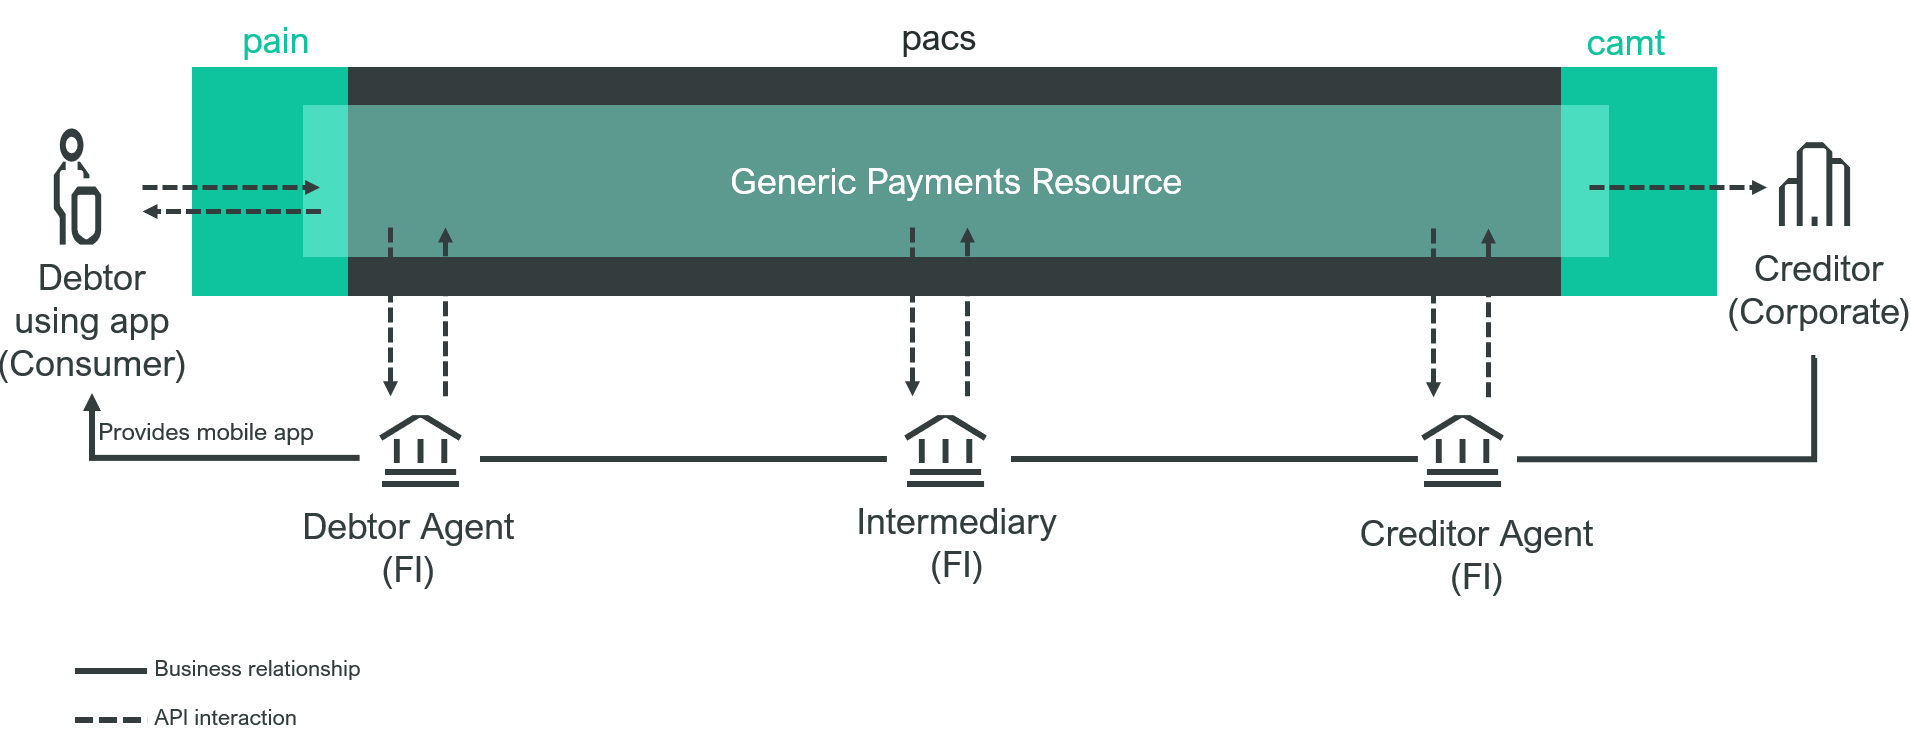 pain
pacs
camt
Generic Payments Resource
Debtor
using app
(Consumer)
Creditor
(Corporate)
Provides mobile app
Debtor Agent
(FI)
Intermediary
(FI)
Creditor Agent
(FI)
Business relationship
API interaction